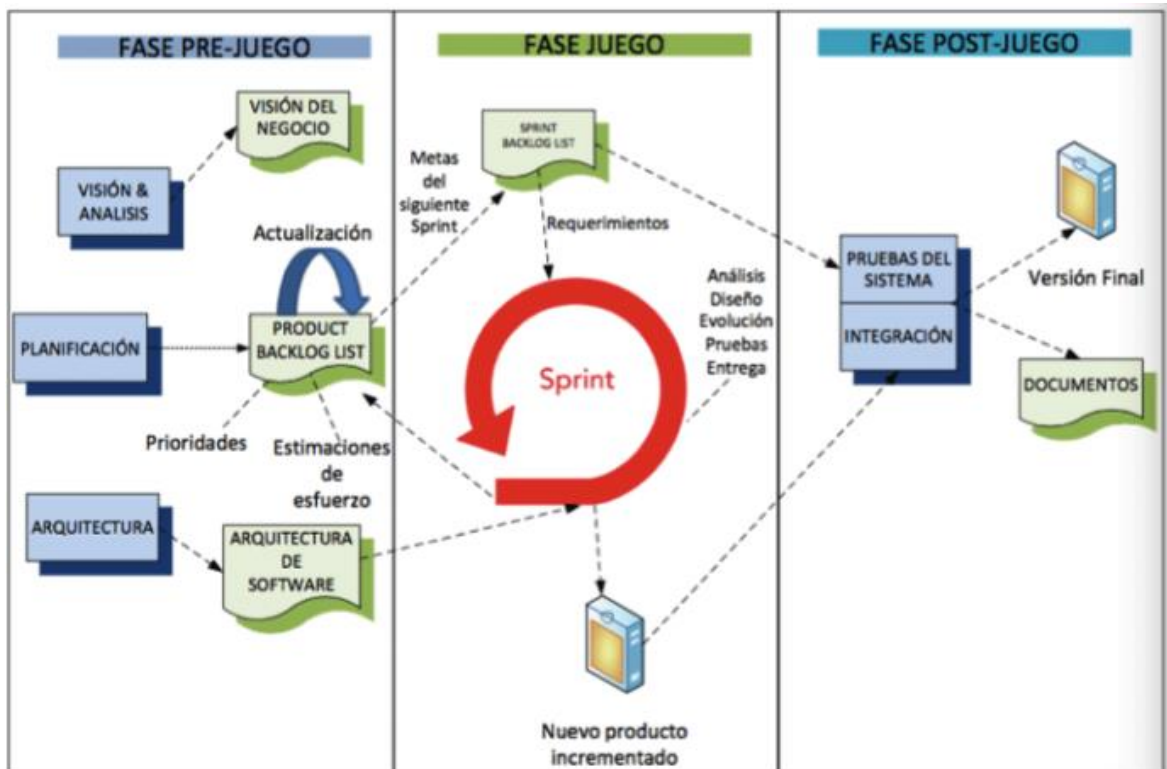 FASE PRE-JUEGO
VISIÓN DEL
NEGOCIO
VISIÓN &
ANALISIS
Actualización
PLANIFICACIÓN
PRODUCT
BACKLOG LIST
Prioridades
Estimaciones
de
esfuerzo
ARQUITECTURA
ARQUITECTURA
DE
SOFTWARE
FASE JUEGO
SPRINT
BACKLOG LIST
Metas
del
siguiente
Sprint
Requerimientos
Análisis
Diseño
Evolución
Pruebas
Entrega
Sprint
Nuevo producto
incrementado
FASE POST-JUEGO
PRUEBAS DEL
SISTEMA
INTEGRACIÓN
Versión Final
DOCUMENTOS